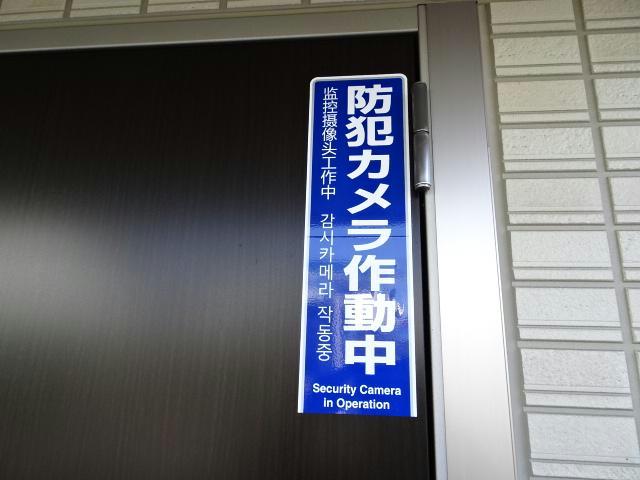 防犯カメラ作動中
监控摄像头工作中
감시카메라 작동중
Security Camera
in Operation